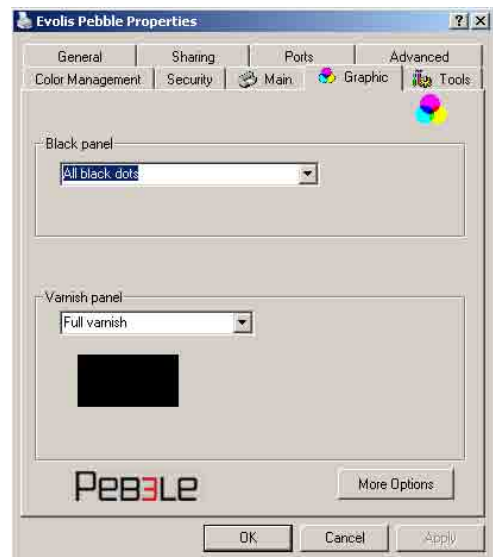 Evolis Pebble Properties
General Sharing Ports Advanced
Color Management Security Main Graphic Tools
Black panel
All black dots
Varnish panel
Full varnish
PEB3LE
More Options
OK Cancel Apply